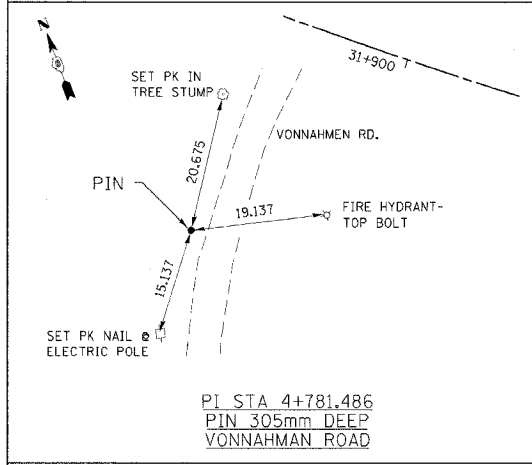 N
31+900 T
SET PK IN
TREE STUMP
VONNAHMEN RD.
20.675
PIN
19.137
FIRE HYDRANT-
TOP BOLT
15.137
SET PK NAIL @
ELECTRIC POLE
PI STA 4+781.486
PIN 305mm DEEP
VONNAHMAN ROAD